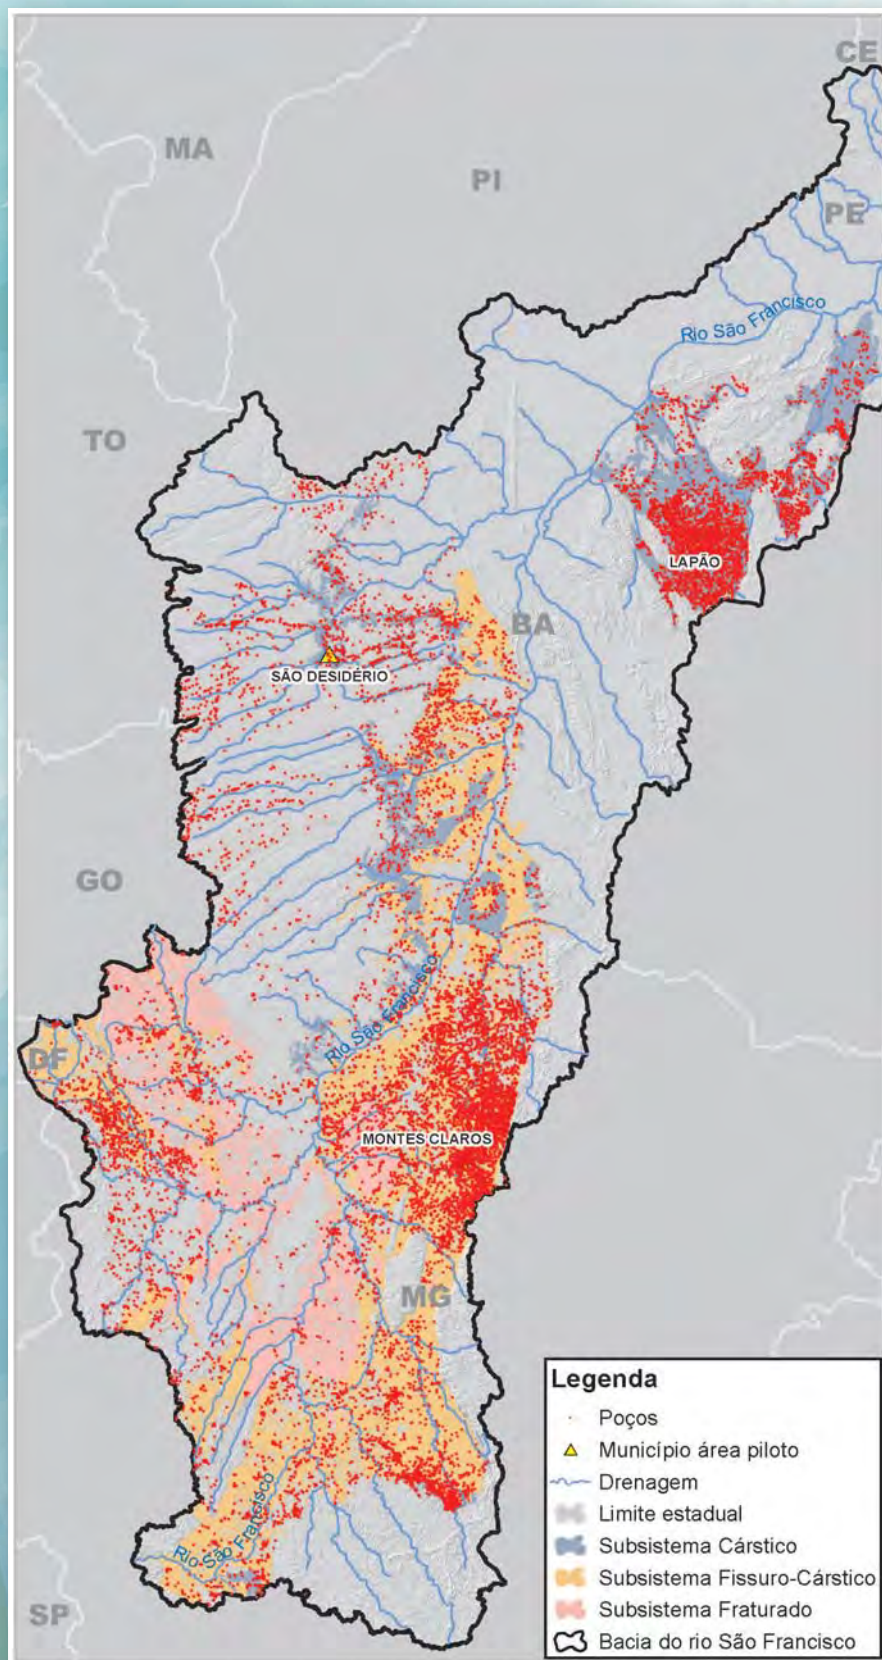 CE
MA
PI
PE
Rio São Francisco
TO
LAPÃO
BA
SÃO DESIDÉRIO
GO
Rio São Francisco
DF
MONTES CLAROS
MG
Rio São Francisco
SP
Legenda
Poços
Município área piloto
Drenagem
Limite estadual
Subsistema Cárstico
Subsistema Fissuro-Cárstico
Subsistema Fraturado
Bacia do rio São Francisco